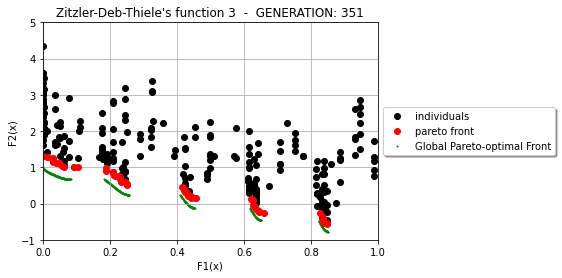 Zitzler-Deb-Thiele's function 3 - GENERATION: 351
5
4
3
2
1
0
−1
F2(x)
0.0 0.2 0.4 0.6 0.8 1.0
F1(x)
individuals
pareto front
Global Pareto-optimal Front